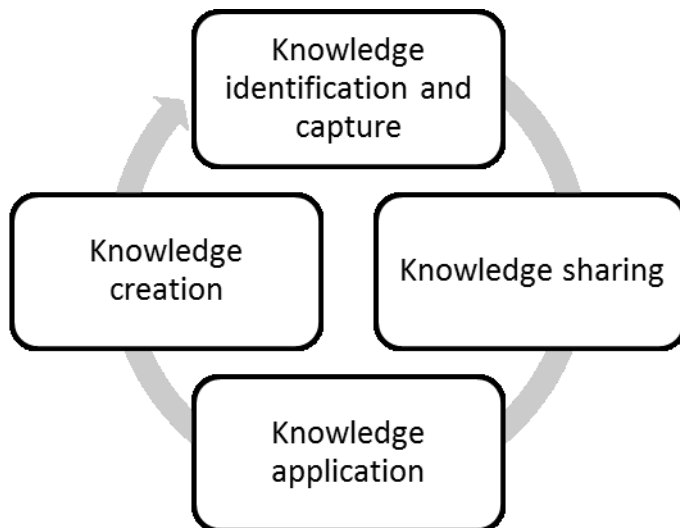 Knowledge
identification and
capture
Knowledge
creation
Knowledge sharing
Knowledge
application